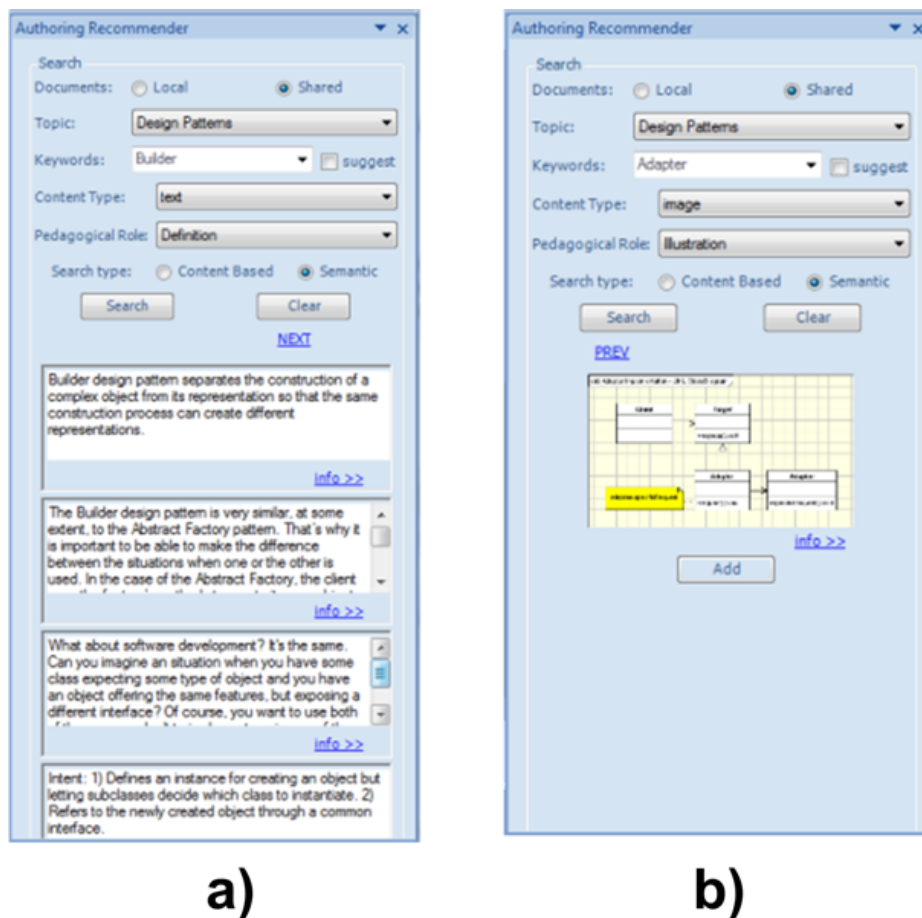 Authoring Recommender
Search
Documents: Local Shared
Topic: Design Patterns
Keywords: Builder suggest
Content Type: text
Pedagogical Role: Definition
Search type: Content Based Semantic
Search Clear
NEXT
Builder design pattern separates the construction of a
complex object from its representation so that the same
construction process can create different
representations.
info >>
The Builder design pattern is very similar, at some
extent, to the Abstract Factory pattern. That's why it
is important to be able to make the difference
between the situations when one or the other is
used. In the case of the Abstract Factory, the client
info >>
What about software development? It's the same.
Can you imagine an situation when you have some
class expecting some type of object and you have
an object offering the same features, but exposing a
different interface? Of course, you want to use both
info >>
Intent: 1) Defines an instance for creating an object but
letting subclasses decide which class to instantiate. 2)
Refers to the newly created object through a common
interface.
a)
Authoring Recommender
Search
Documents: Local Shared
Topic: Design Patterns
Keywords: Adapter suggest
Content Type: image
Pedagogical Role: Illustration
Search type: Content Based Semantic
Search Clear
PREV
Client Target
Adapter Adaptee
info >>
Add
b)